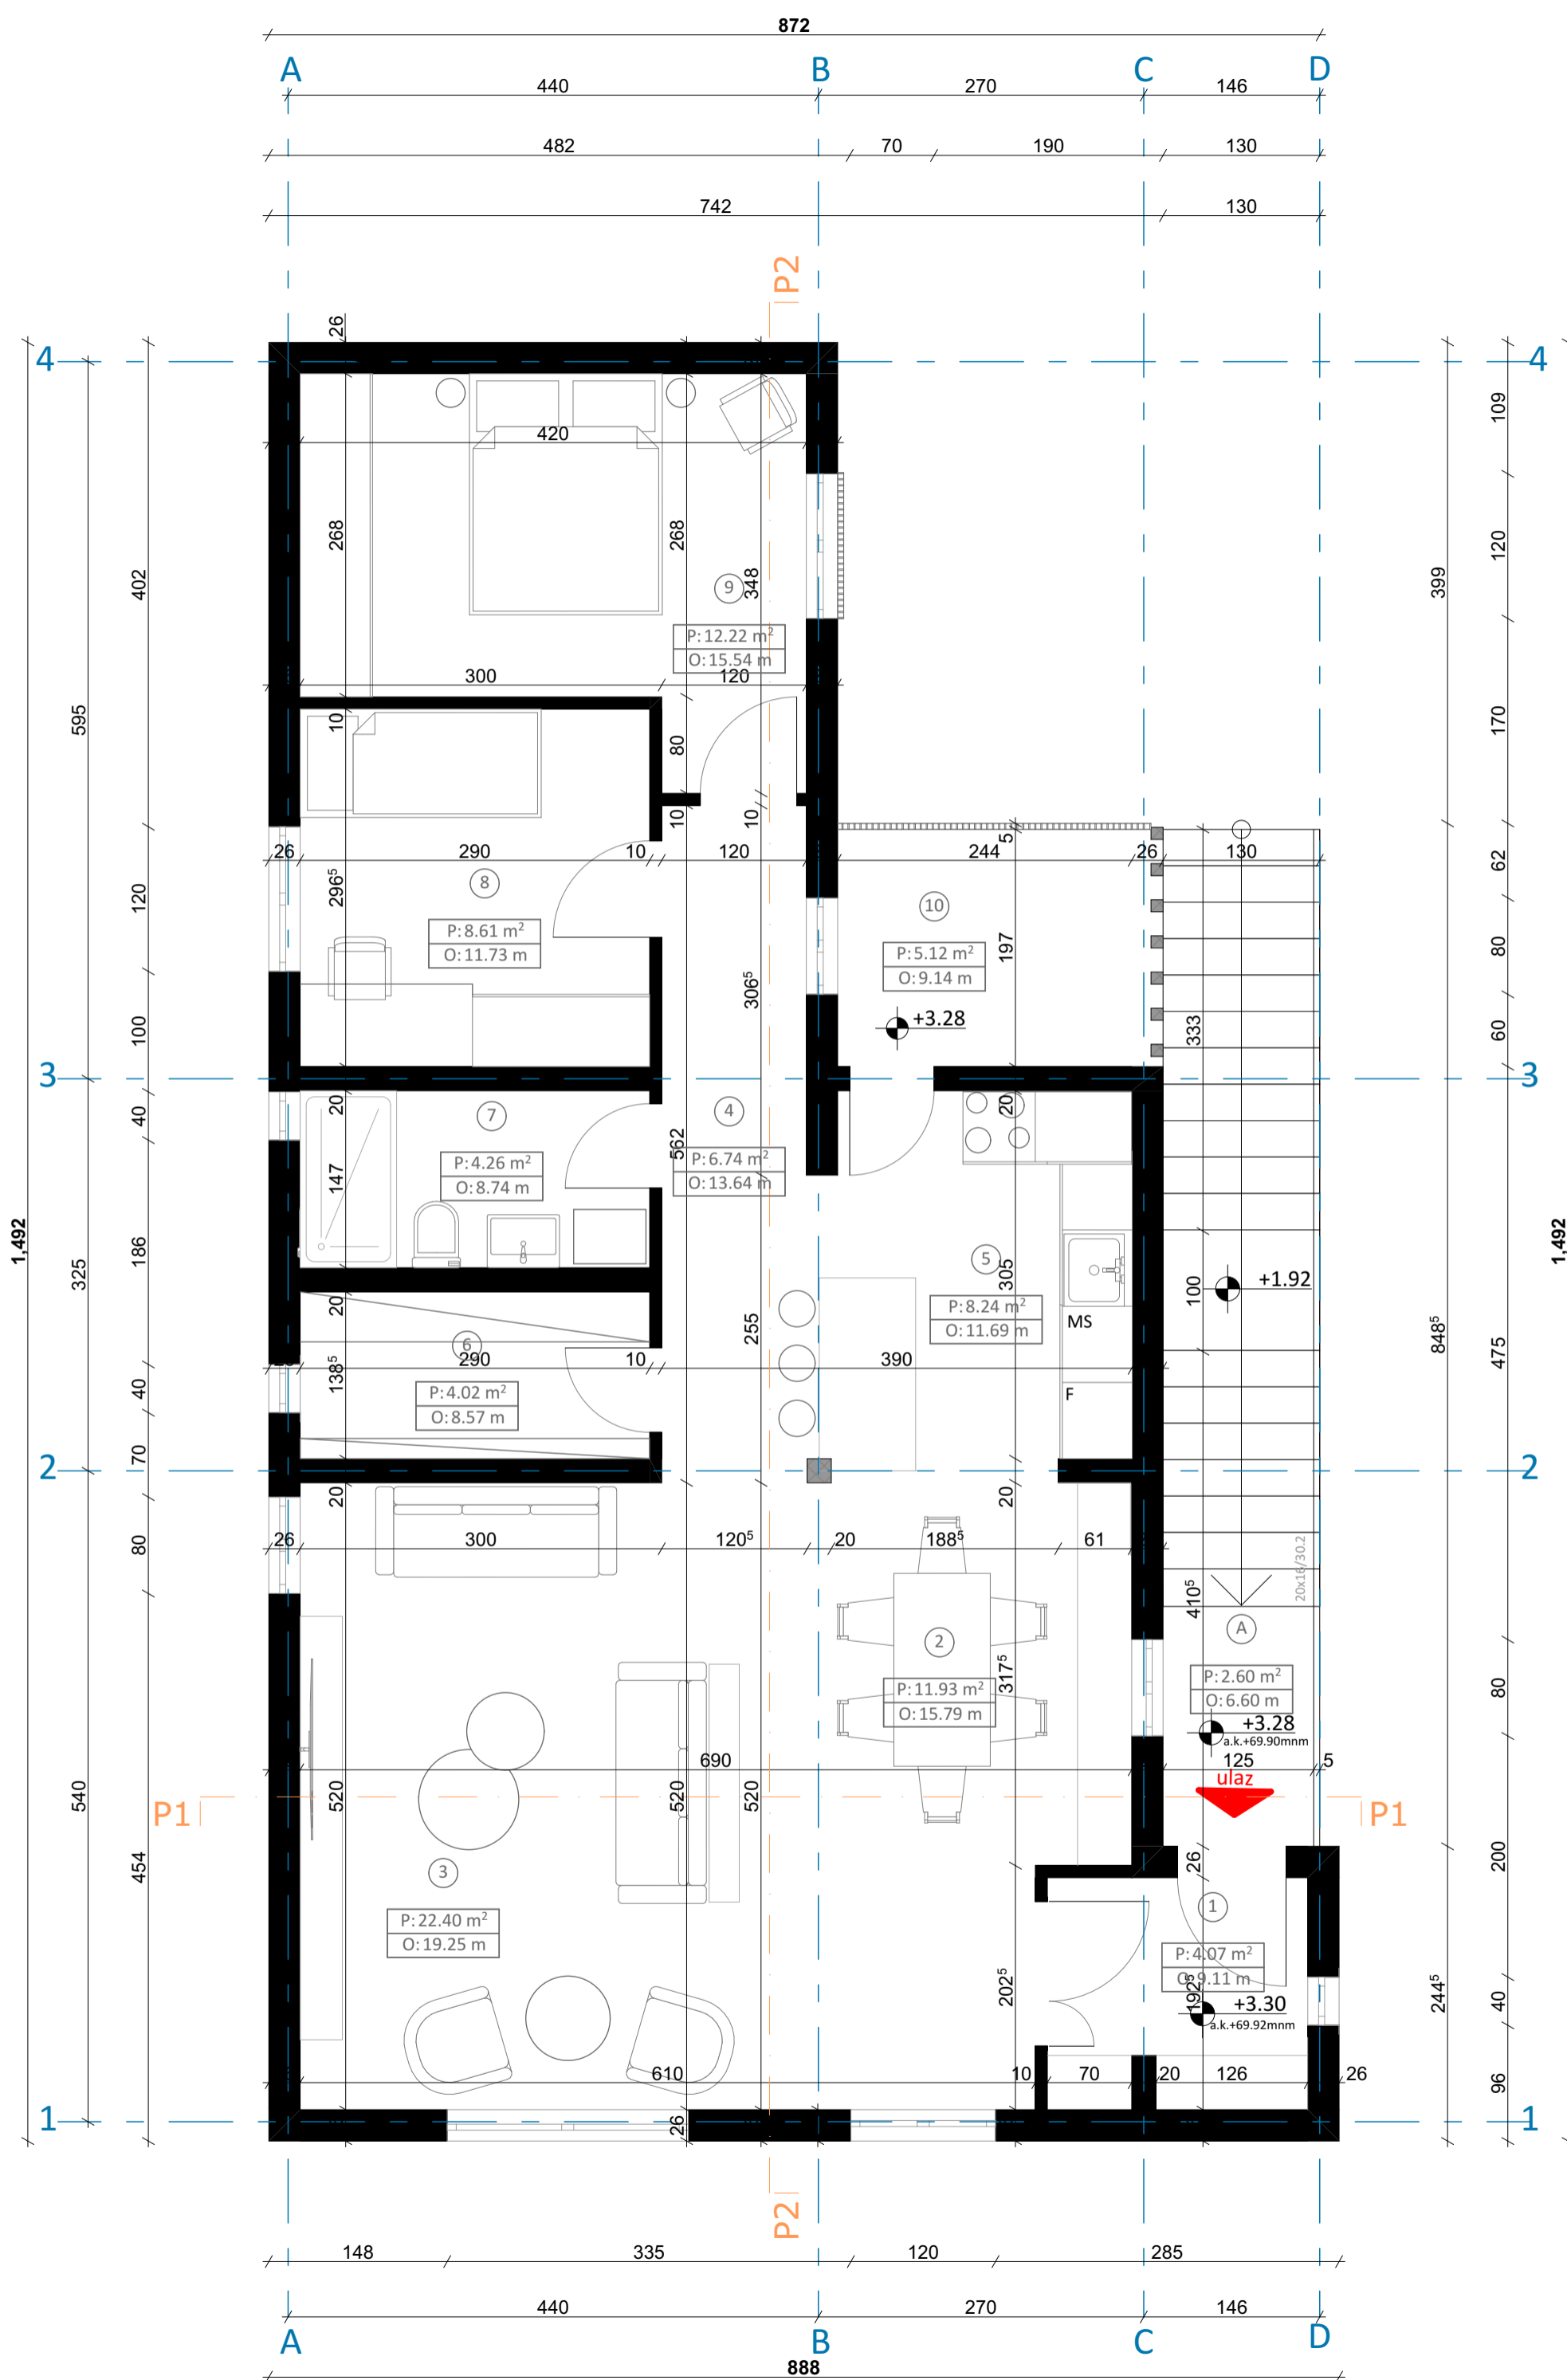 872
A B C D
440 270 146
482 70 190 130
742 130
P2
26
4 4
109
420
402 268 268 348 120 399
9
P: 12.22 m²
O: 15.54 m
300 120
595 10 80 170
10 10
5
26 290 10 120 244 26 130
62
8
120 296⁵ 10
P: 8.61 m²
O: 11.73 m
P: 5.12 m²
O: 9.14 m
197 80
306⁵
+3.28
100 333 60
3 3
20 20
40 7 4
562
P: 4.26 m²
O: 8.74 m
P: 6.74 m²
O: 13.64 m
147
1,492 186 1,492
5
325 305 100 +1.92
20
P: 8.24 m²
O: 11.69 m
MS
255 848⁵ 475
6
26 290 10 390
138⁵
40 F
P: 4.02 m²
O: 8.57 m
70
2 2
20 20
80 26 300 120⁵ 20 188⁵ 61
20x16/30.2
410⁵
A
2
317⁵
P: 11.93 m²
O: 15.79 m
P: 2.60 m²
O: 6.60 m
80
+3.28
a.k.+69.90mnm
690 125 5
ulaz
540 520 520 520
P1 P1
454 26 200
3
1
P: 22.40 m²
O: 19.25 m
P: 4.07 m²
O: 9.11 m
202⁵ 192⁵ 244⁵ 40
+3.30
a.k.+69.92mnm
610 10 70 20 126 26
96
1 1
26
P2
148 335 120 285
440 270 146
A B C D
888